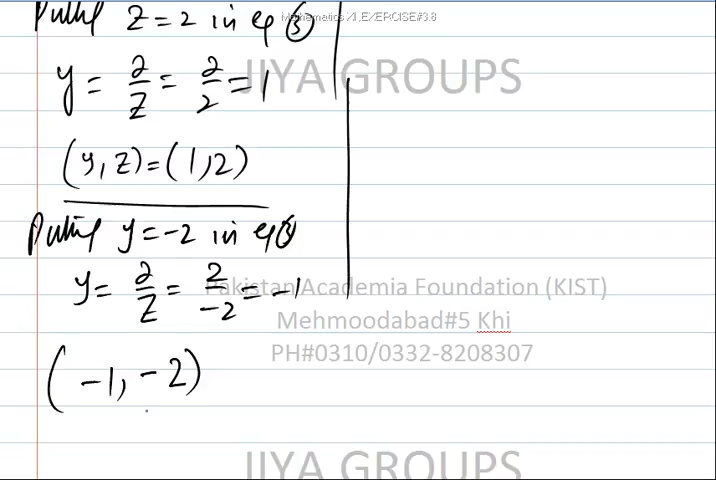 Mathematics XI,EXERCISE#3.8
Putting z = 2 in eq ③
JIYA GROUPS
y = 2/z = 2/2 = 1
(y, z) = (1, 2)
Putting y = -2 in eq ③
y = 2/z = 2/-2 = -1
Pakistan Academia Foundation (KIST)
Mehmoodabad#5 Khi
PH#0310/0332-8208307
(-1, -2)
JIYA GROUPS